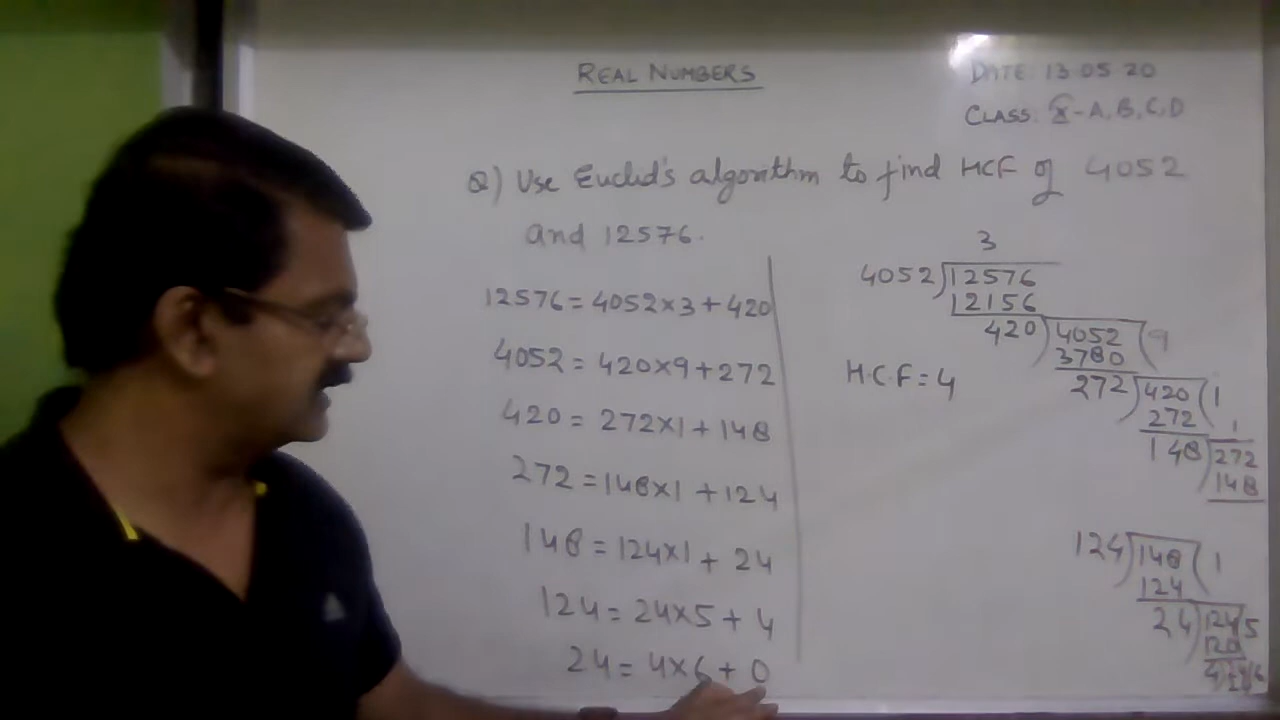 REAL NUMBERS
DATE: 13.05.20
CLASS: X-A,B,C,D
Q) Use Euclid's algorithm to find HCF of 4052
and 12576.
12576 = 4052×3 + 420
4052 = 420×9 + 272
420 = 272×1 + 148
272 = 148×1 + 124
148 = 124×1 + 24
124 = 24×5 + 4
24 = 4×6 + 0
3
4052)12576
12156
420)4052(9
3780
H.C.F = 4
272)420(1
272
1
148)272
148
124)148(1
124
24)124(5
120